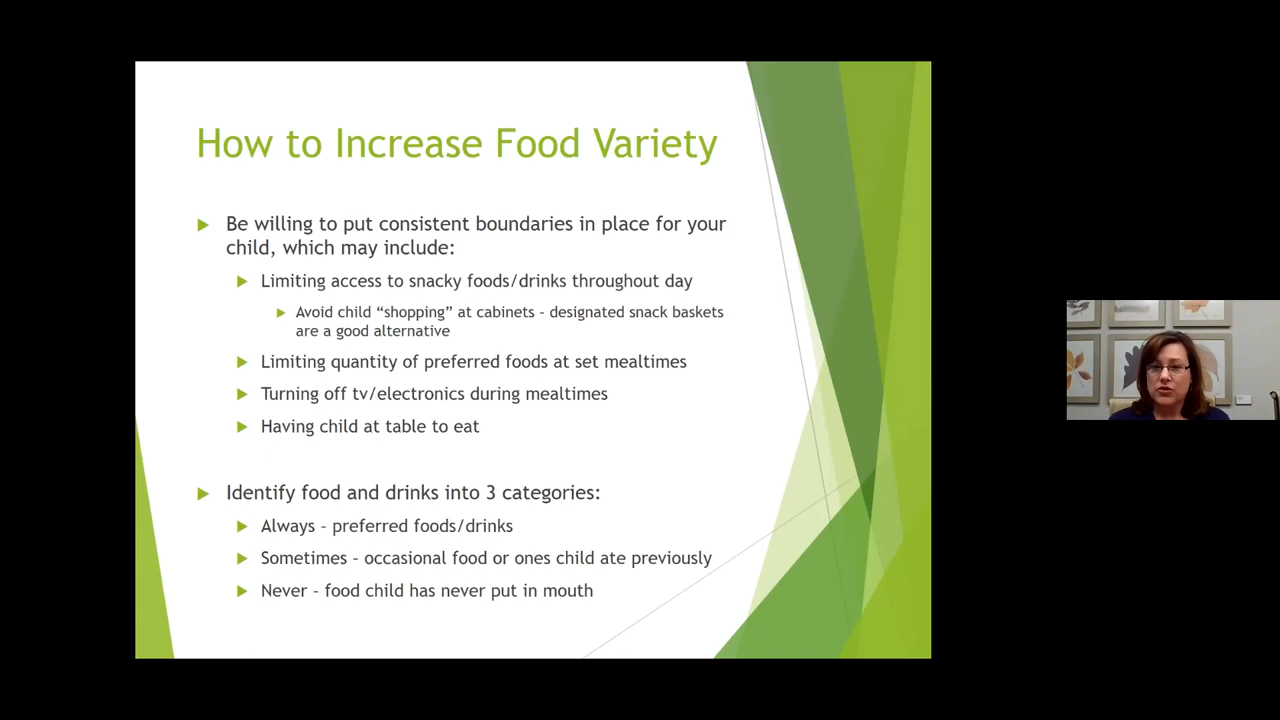 How to Increase Food Variety
Be willing to put consistent boundaries in place for your
child, which may include:
Limiting access to snacky foods/drinks throughout day
Avoid child “shopping” at cabinets – designated snack baskets
are a good alternative
Limiting quantity of preferred foods at set mealtimes
Turning off tv/electronics during mealtimes
Having child at table to eat
Identify food and drinks into 3 categories:
Always – preferred foods/drinks
Sometimes – occasional food or ones child ate previously
Never – food child has never put in mouth